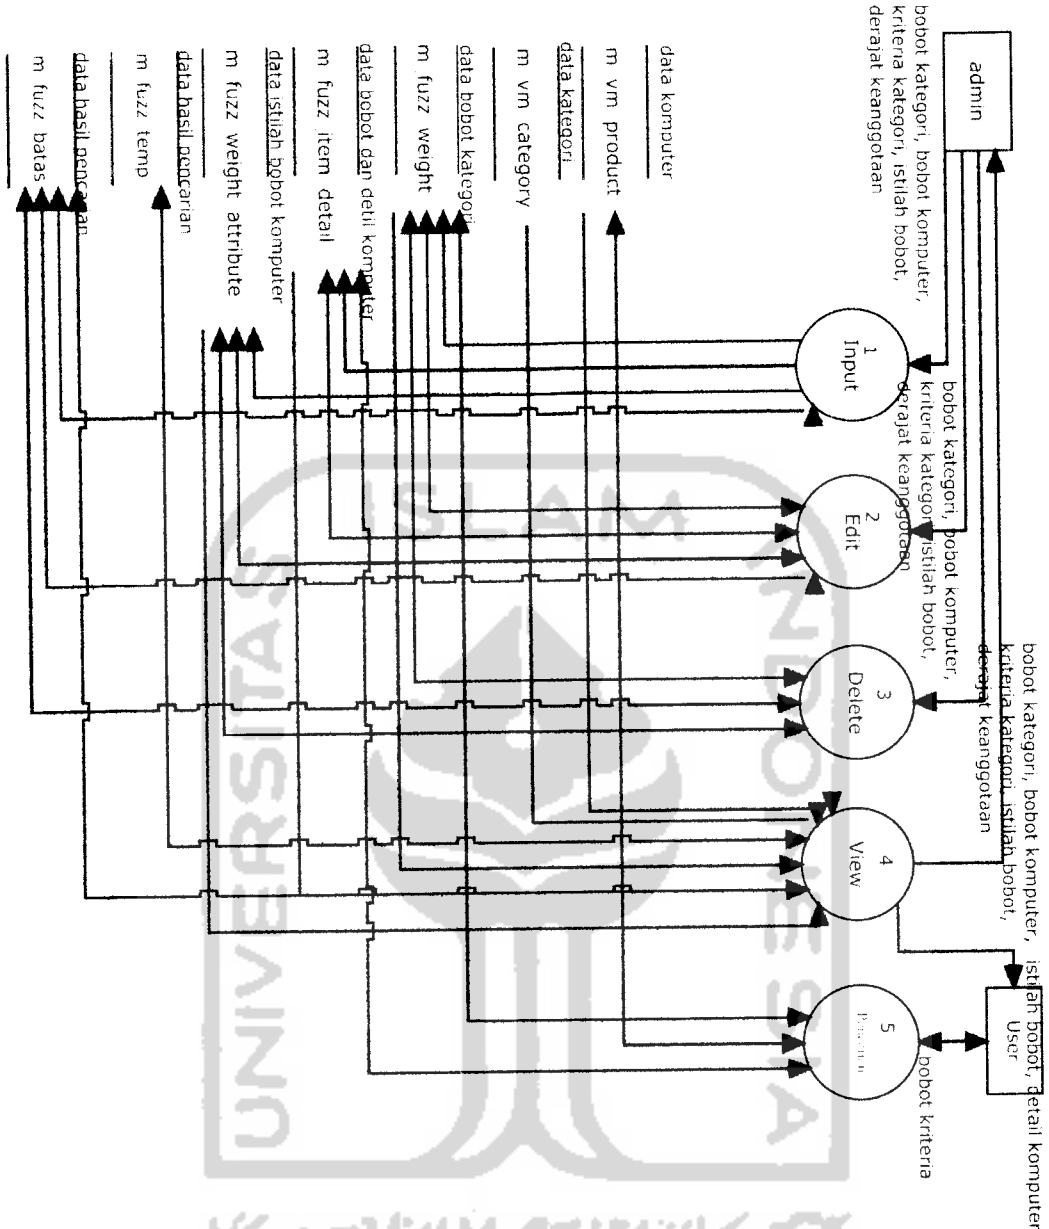 admin
bobot kategori, bobot komputer,
kriteria kategori, istilah bobot,
derajat keanggotaan
1
Input
bobot kategori, bobot komputer,
kriteria kategori, istilah bobot,
derajat keanggotaan
2
Edit
3
Delete
bobot kategori, bobot komputer,
kriteria kategori, istilah bobot,
derajat keanggotaan
4
View
istilah bobot, detail komputer
User
5
bobot kriteria
data komputer
m vm product
data kategori
m vm category
data bobot kategori
m fuzz weight
data bobot dan detil komputer
m fuzz item detail
data istilah bobot komputer
m fuzz weight attribute
data hasil pencarian
m fuzz temp
data hasil pencarian
m fuzz batas
UNIVERSITAS
ISLAM
INDONESIA